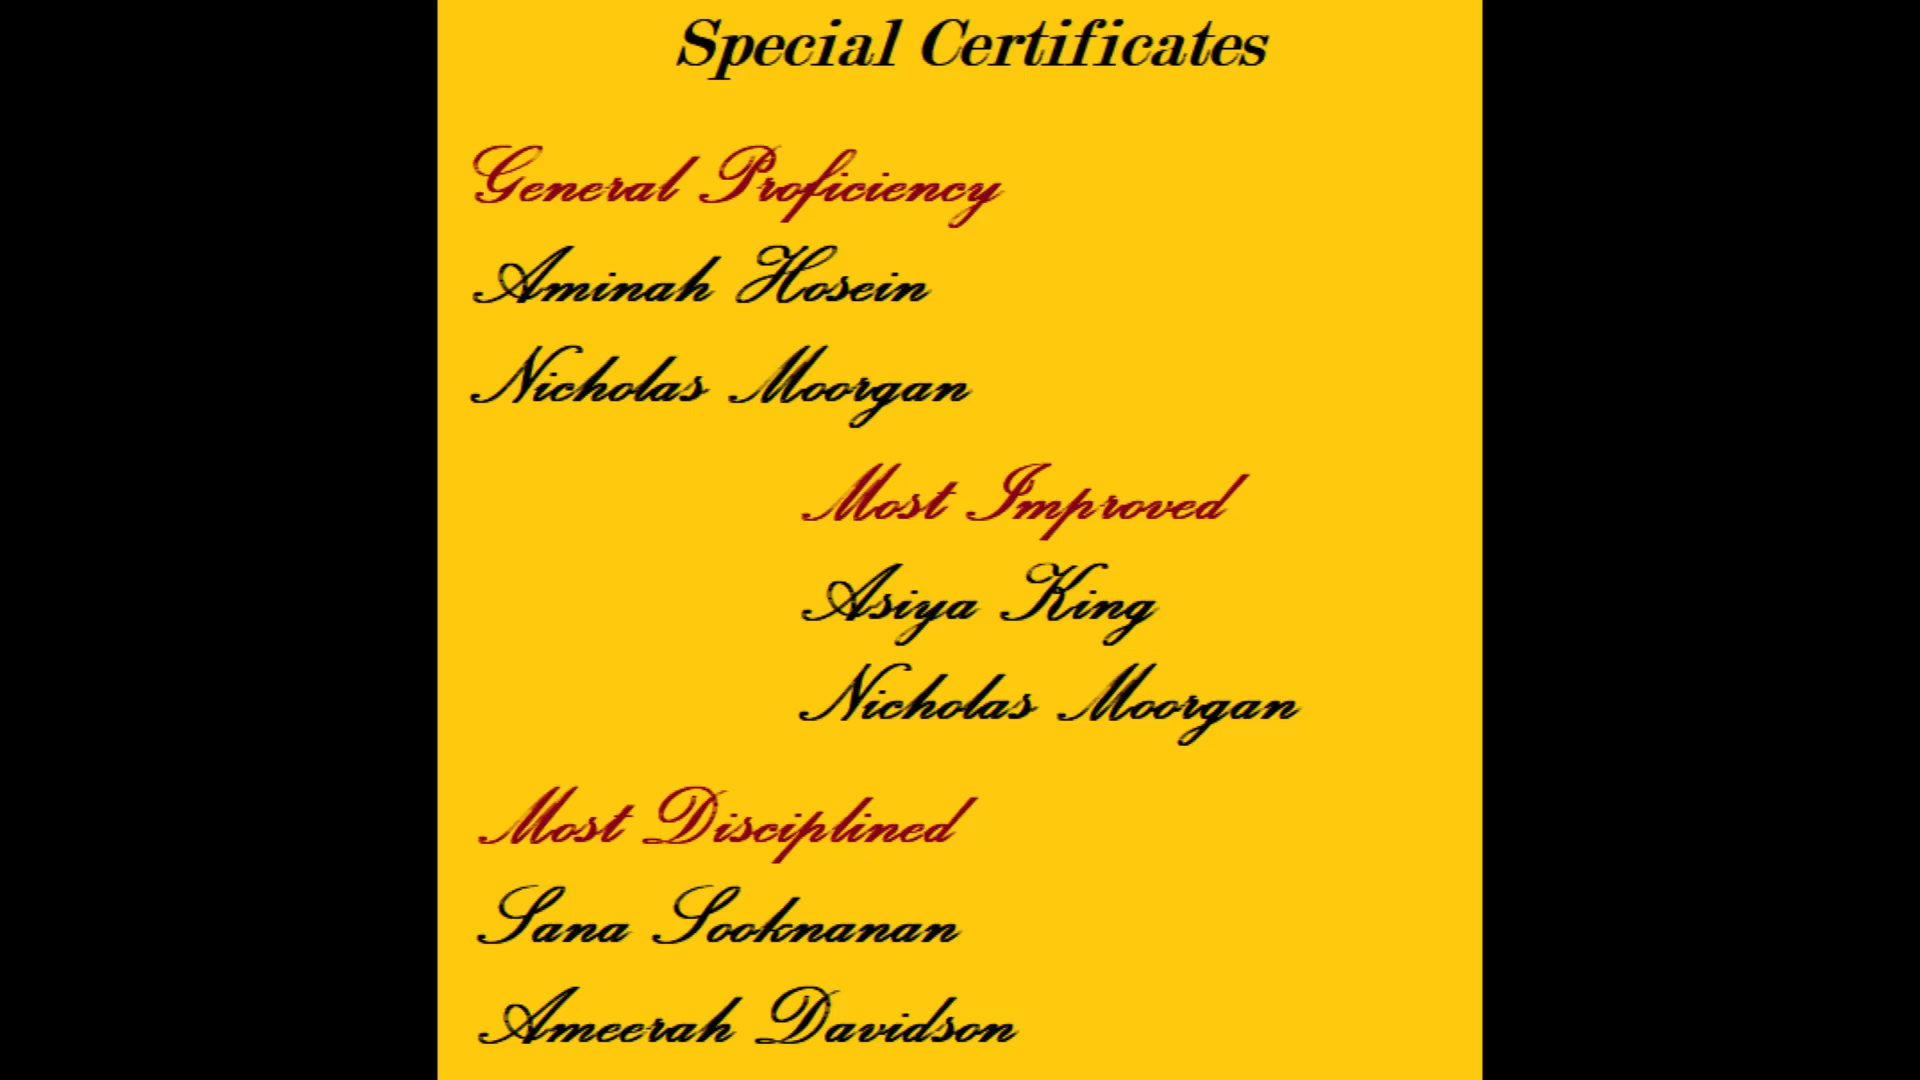 Special Certificates
General Proficiency
Aminah Hosein
Nicholas Moorgan
Most Improved
Asiya King
Nicholas Moorgan
Most Disciplined
Sana Sooknanan
Ameerah Davidson